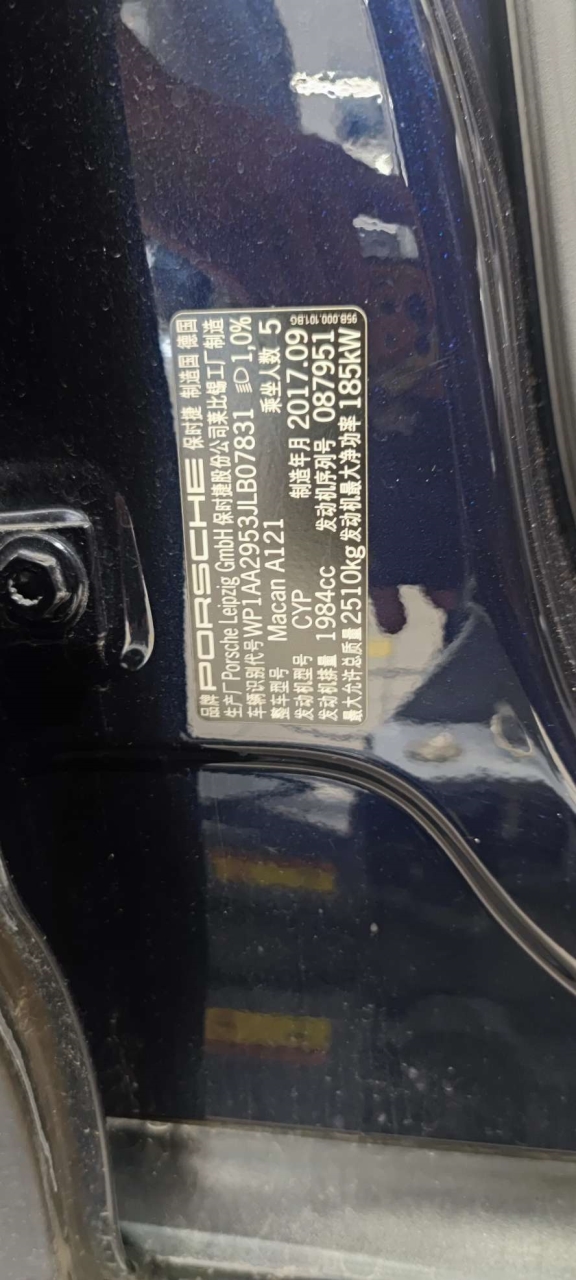 95B.000.101.BG
品牌 PORSCHE 保时捷 制造国 德国
生产厂 Porsche Leipzig GmbH 保时捷股份公司莱比锡工厂制造
车辆识别代号 WP1AA2953JLB07831 1,0%
整车型号 Macan A121 乘坐人数 5
发动机型号 CYP 制造年月 2017.09
发动机排量 1984cc 发动机序列号 087951
最大允许总质量 2510kg 发动机最大净功率 185kW